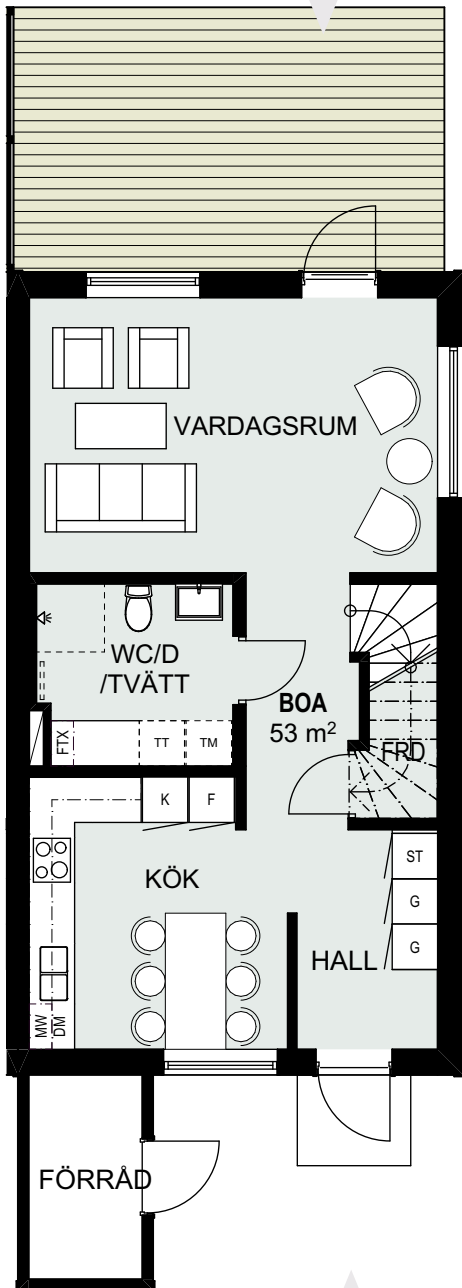 VARDAGSRUM
WC/D
/TVÄTT
BOA
53 m²
FTX
TT
TM
FRD
K
F
ST
KÖK
G
HALL
G
MW
DM
FÖRRÅD